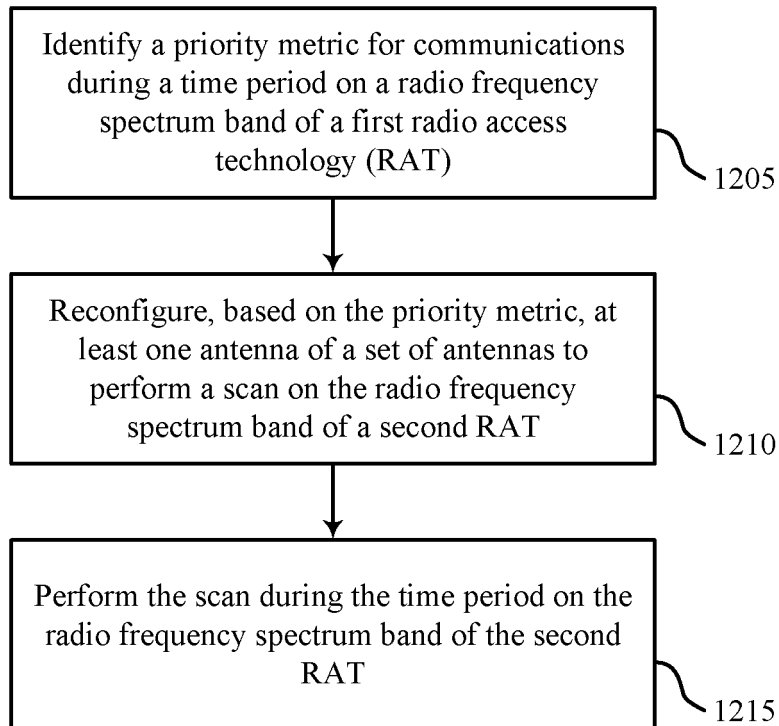 Identify a priority metric for communications
during a time period on a radio frequency
spectrum band of a first radio access
technology (RAT)
1205
Reconfigure, based on the priority metric, at
least one antenna of a set of antennas to
perform a scan on the radio frequency
spectrum band of a second RAT
1210
Perform the scan during the time period on the
radio frequency spectrum band of the second
RAT
1215